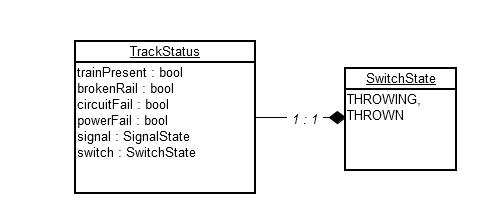 TrackStatus
trainPresent : bool
brokenRail : bool
circuitFail : bool
powerFail : bool
signal : SignalState
switch : SwitchState
1 : 1
SwitchState
THROWING,
THROWN